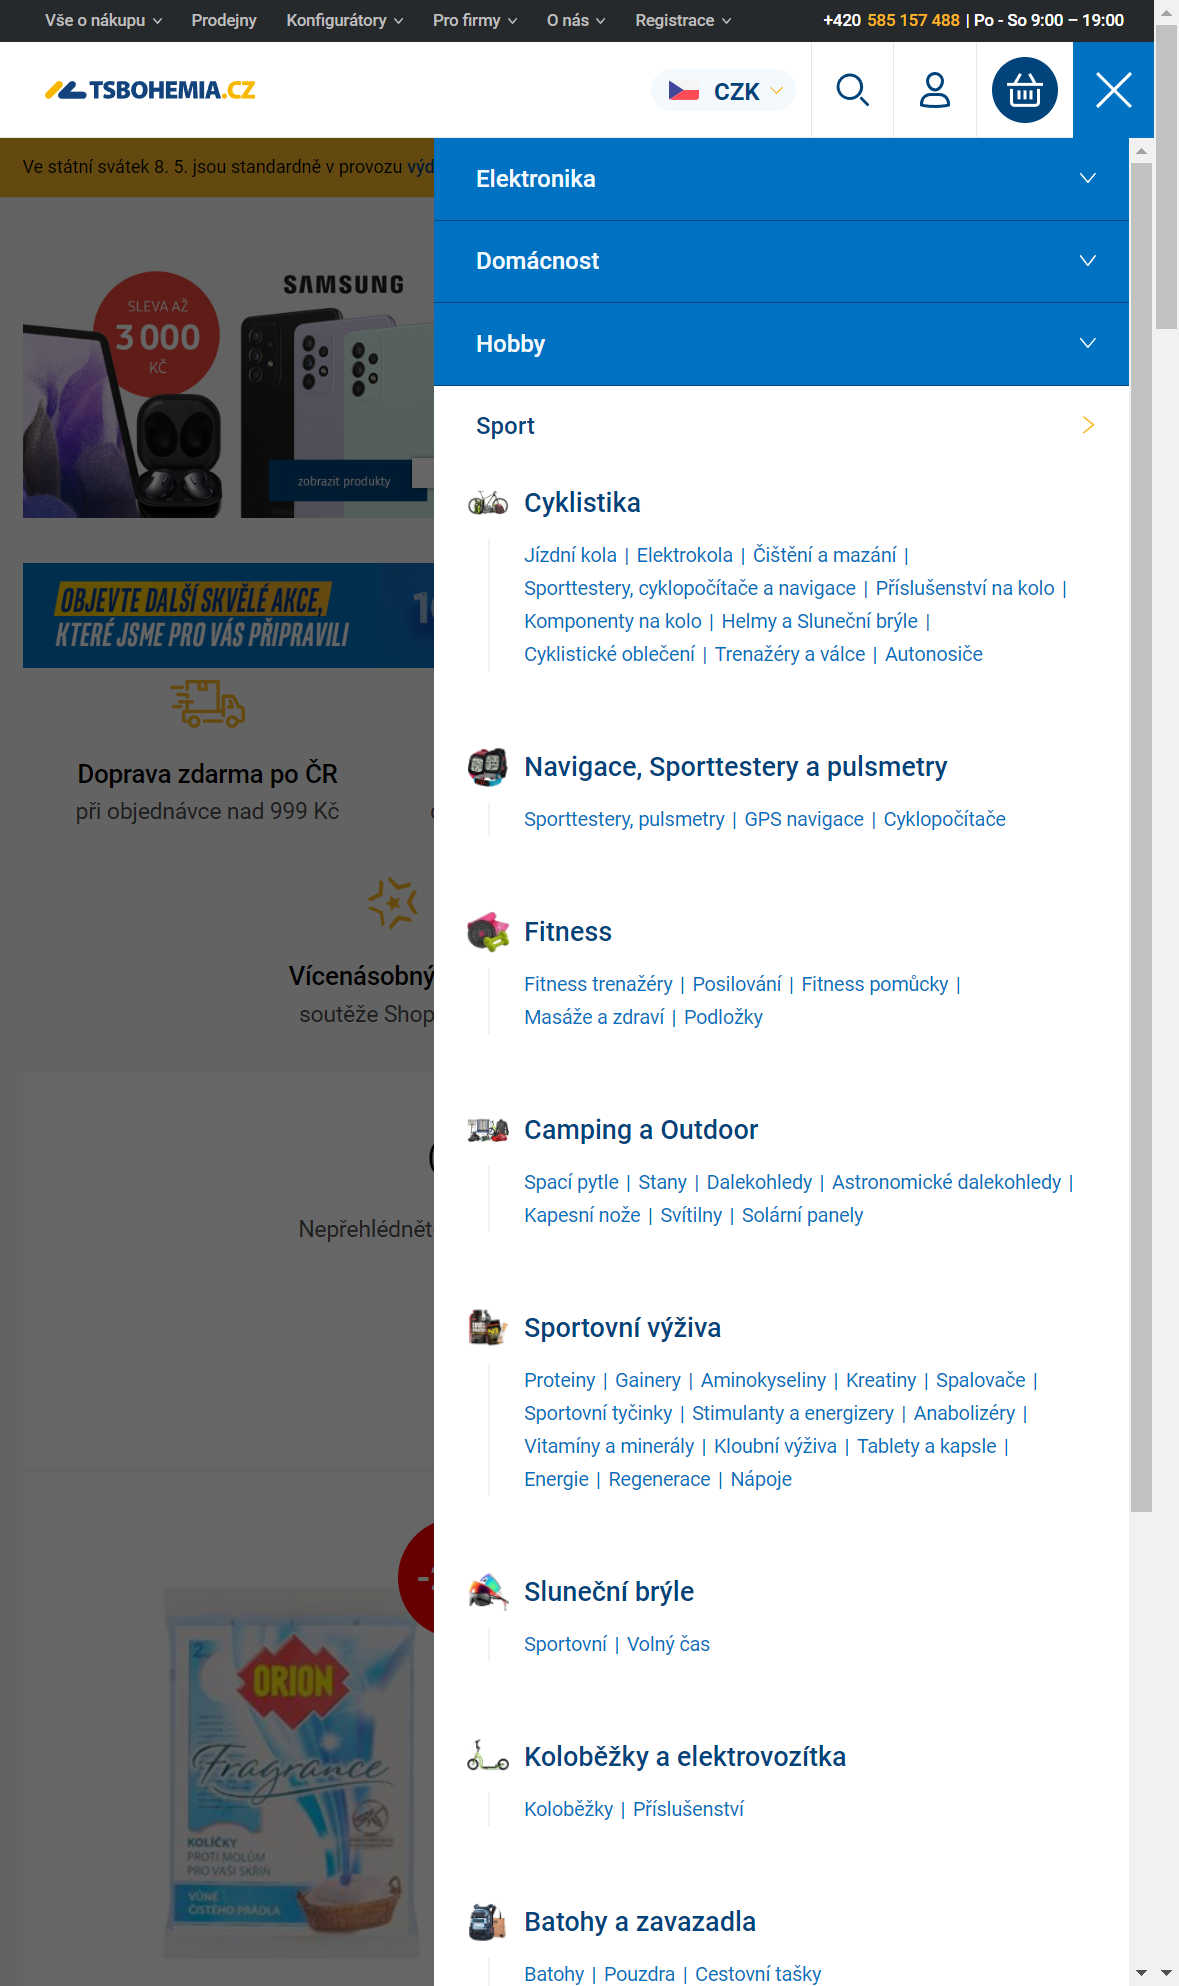 Vše o nákupu Prodejny Konfigurátory Pro firmy O nás Registrace +420 585 157 488 | Po - So 9:00 – 19:00
TSBOHEMIA.CZ CZK
Ve státní svátek 8. 5. jsou standardně v provozu
Elektronika
Domácnost
Hobby
SAMSUNG
SLEVA AŽ
3 000
KČ
zobrazit produkty
OBJEVTE DALŠÍ SKVĚLÉ AKCE,
KTERÉ JSME PRO VÁS PŘIPRAVILI
Doprava zdarma po ČR
při objednávce nad 999 Kč
Vícenásobný
soutěže Shop
Nepřehlédnět
ORION
Fragrance
KOLÍČKY
PROTI MOLŮM
PRO VAŠI SKŘÍŇ
VŮNĚ
ČISTÉHO PRÁDLA
Sport
Cyklistika
Jízdní kola | Elektrokola | Čištění a mazání |
Sporttestery, cyklopočítače a navigace | Příslušenství na kolo |
Komponenty na kolo | Helmy a Sluneční brýle |
Cyklistické oblečení | Trenažéry a válce | Autonosiče
Navigace, Sporttestery a pulsmetry
Sporttestery, pulsmetry | GPS navigace | Cyklopočítače
Fitness
Fitness trenažéry | Posilování | Fitness pomůcky |
Masáže a zdraví | Podložky
Camping a Outdoor
Spací pytle | Stany | Dalekohledy | Astronomické dalekohledy |
Kapesní nože | Svítilny | Solární panely
Sportovní výživa
Proteiny | Gainery | Aminokyseliny | Kreatiny | Spalovače |
Sportovní tyčinky | Stimulanty a energizery | Anabolizéry |
Vitamíny a minerály | Kloubní výživa | Tablety a kapsle |
Energie | Regenerace | Nápoje
Sluneční brýle
Sportovní | Volný čas
Koloběžky a elektrovozítka
Koloběžky | Příslušenství
Batohy a zavazadla
Batohy | Pouzdra | Cestovní tašky